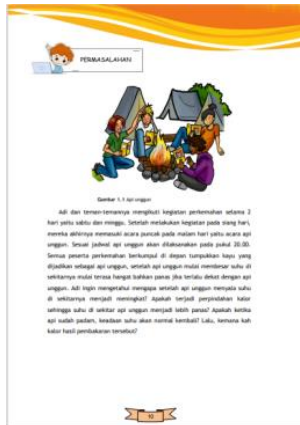 PERMASALAHAN
Gambar 1.1 Api unggun
Adi dan teman-temannya mengikuti kegiatan perkemahan selama 2
hari yaitu sabtu dan minggu. Setelah melakukan kegiatan pada siang hari,
mereka akhirnya memasuki acara puncak pada malam hari yaitu acara api
unggun. Sesuai jadwal api unggun akan dilaksanakan pada pukul 20.00.
Semua peserta perkemahan berkumpul di depan tumpukkan kayu yang
dijadikan sebagai api unggun, setelah api unggun mulai membesar suhu di
sekitarnya mulai terasa hangat bahkan panas jika terlalu dekat dengan api
unggun. Adi ingin mengetahui mengapa setelah api unggun menyala suhu
di sekitarnya menjadi meningkat? Apakah terjadi perpindahan kalor
sehingga suhu di sekitar api unggun menjadi lebih panas? Apakah ketika
api sudah padam, keadaan suhu akan normal kembali? Lalu, kemana kah
kalor hasil pembakaran tersebut?
10